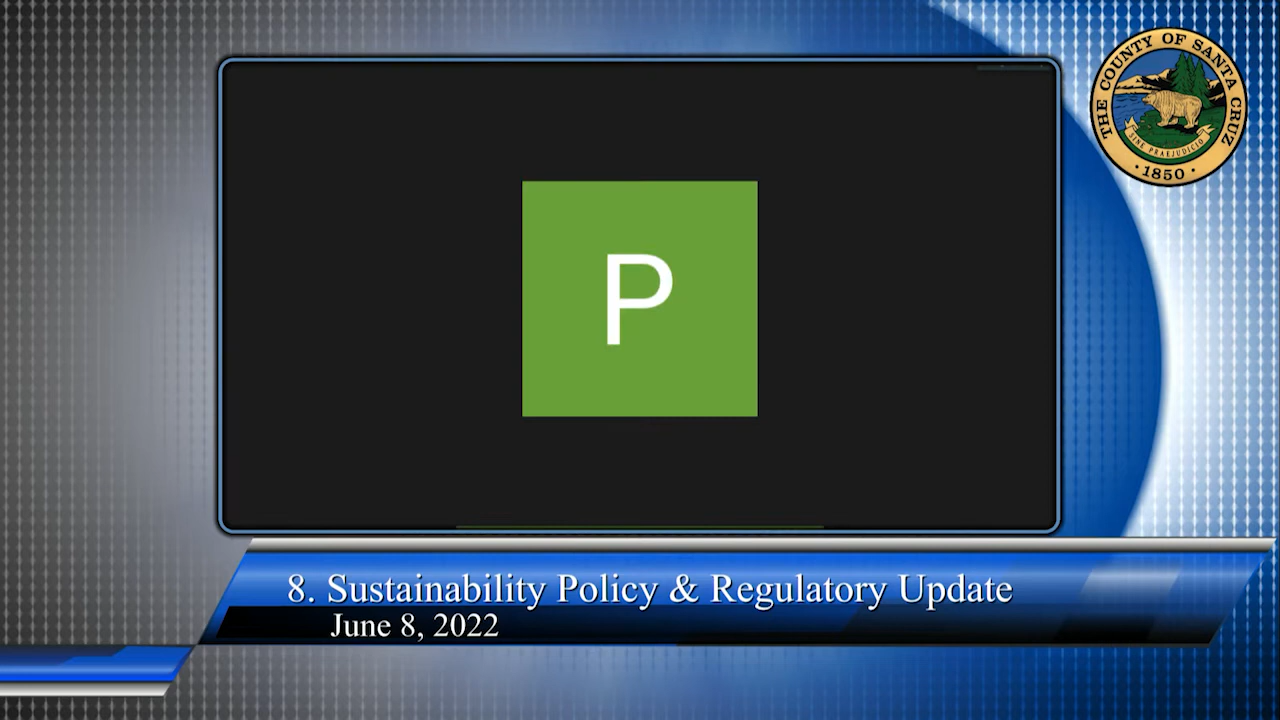 THE COUNTY OF SANTA CRUZ
SINE PRAEJUDICIO
• 1850 •
P
8. Sustainability Policy & Regulatory Update
June 8, 2022